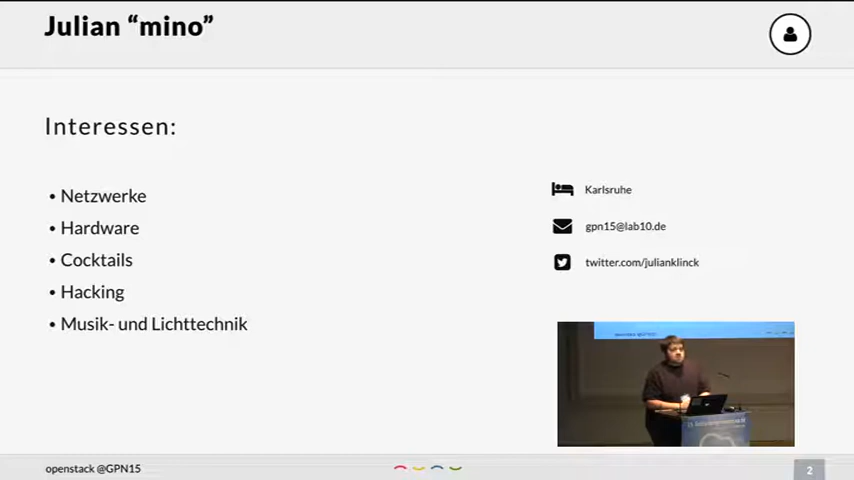 Julian “mino”
Interessen:
• Netzwerke
• Hardware
• Cocktails
• Hacking
• Musik- und Lichttechnik
Karlsruhe
gpn15@lab10.de
twitter.com/julianklinck
openstack @GPN15
2